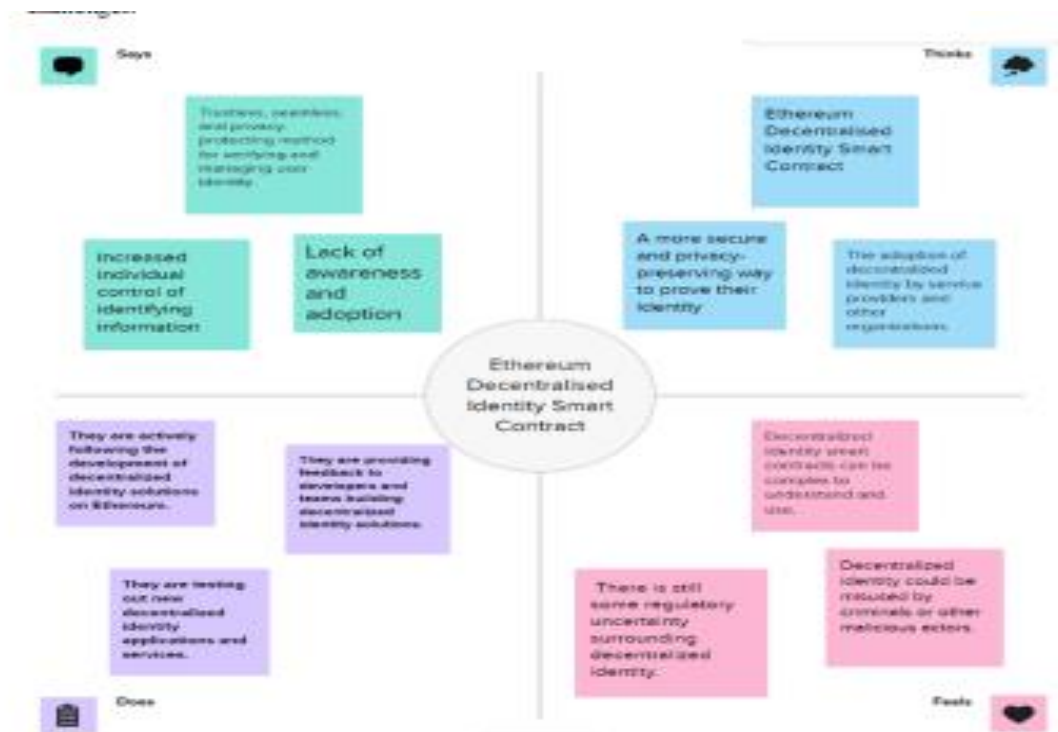 Says
Trustless, seamless,
and privacy-
protecting method
for verifying and
managing user
identity
Increased
individual
control of
identifying
information
Lack of
awareness
and
adoption
Thinks
Ethereum
Decentralised
Identity Smart
Contract
A more secure
and privacy-
preserving way
to prove their
identity
The adoption of
decentralized
identity by service
providers and
other
organizations.
Ethereum
Decentralised
Identity Smart
Contract
They are actively
following the
development of
decentralized
identity solutions
on Ethereum.
They are providing
feedback to
developers and
teams building
decentralized
identity solutions.
They are testing
out new
decentralized
identity
applications and
services.
Does
Decentralized
identity smart
contracts can be
complex to
understand and
use.
There is still
some regulatory
uncertainty
surrounding
decentralized
identity.
Decentralized
identity could be
misused by
criminals or other
malicious actors.
Feels